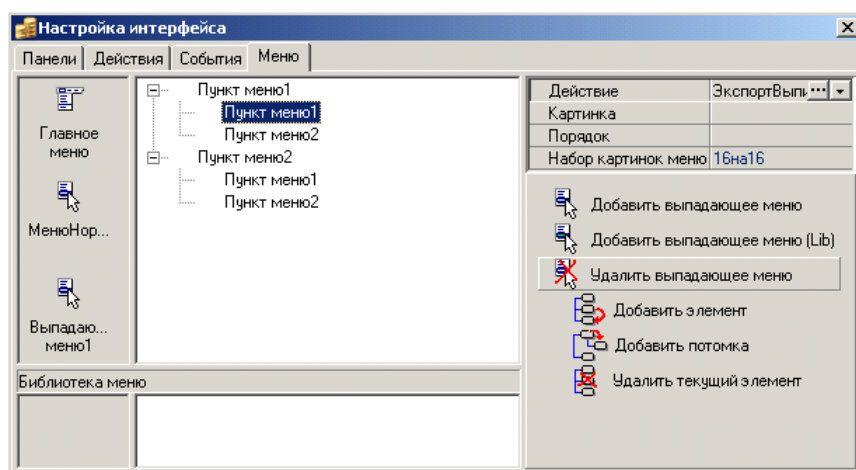 Настройка интерфейса
Панели Действия События Меню
Главное
меню
МенюНор...
Выпадаю...
меню1
Пункт меню1
Пункт меню1
Пункт меню2
Пункт меню2
Пункт меню1
Пункт меню2
Действие ЭкспортВыпи
Картинка
Порядок
Набор картинок меню 16на16
Добавить выпадающее меню
Добавить выпадающее меню (Lib)
Удалить выпадающее меню
Добавить элемент
Добавить потомка
Удалить текущий элемент
Библиотека меню